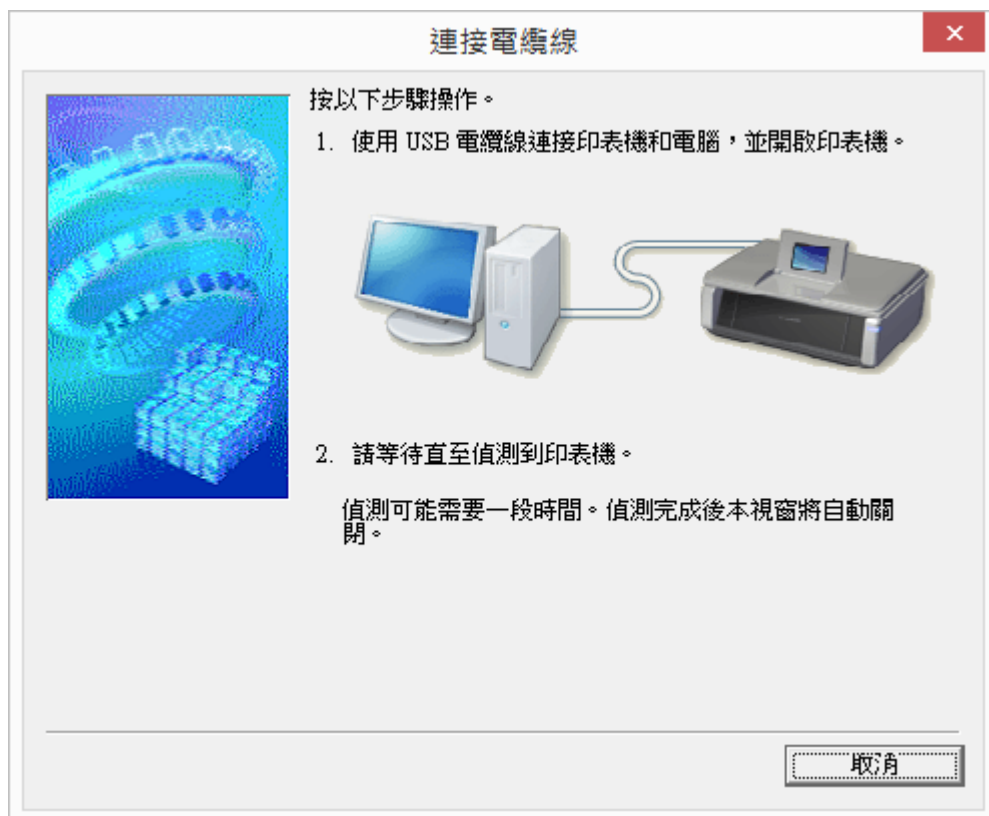 連接電纜線
按以下步驟操作。
1. 使用 USB 電纜線連接印表機和電腦，並開啟印表機。
2. 請等待直至偵測到印表機。
偵測可能需要一段時間。偵測完成後本視窗將自動關
閉。
取消